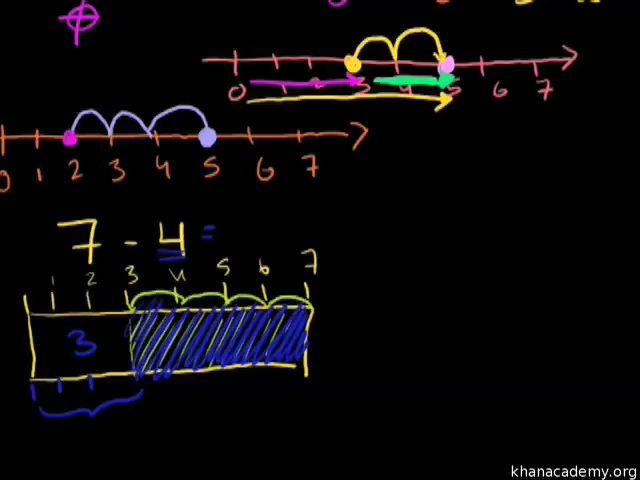 0 1 2 3 4 5 6 7
0 1 2 3 4 5 6 7
7 - 4 =
1 2 3 4 5 6 7
3
khanacademy.org